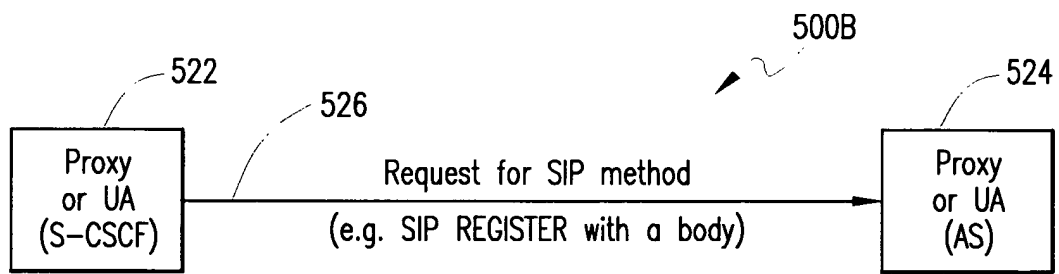 500B
522
526
524
Proxy
or UA
(S-CSCF)
Request for SIP method
(e.g. SIP REGISTER with a body)
Proxy
or UA
(AS)